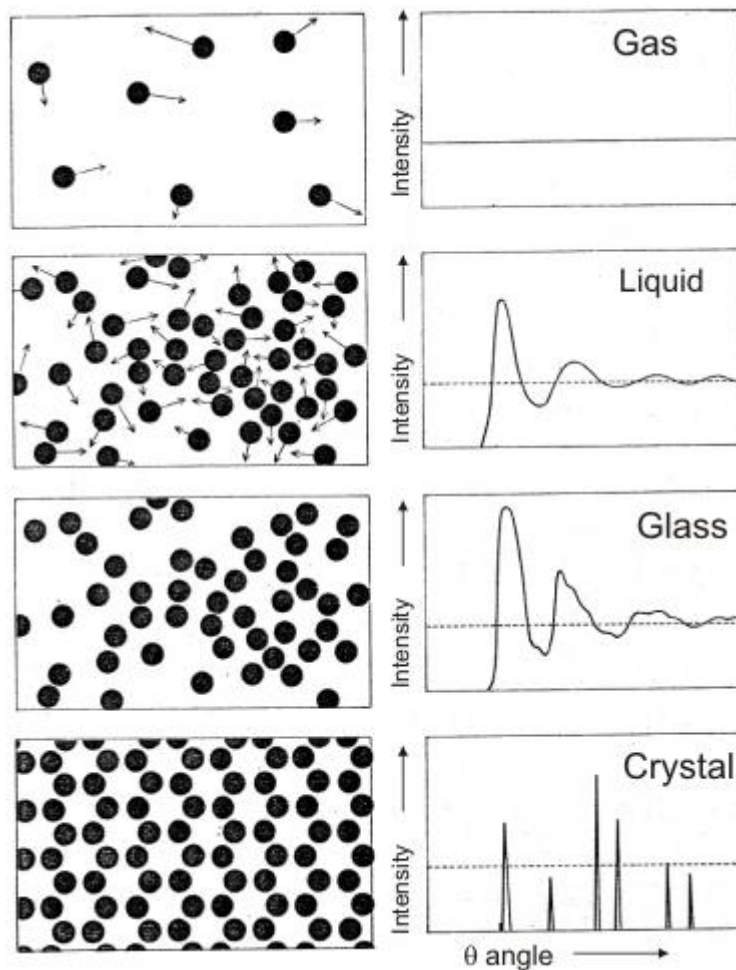 Gas
Intensity
Liquid
Intensity
Glass
Intensity
Crystal
Intensity
θ angle